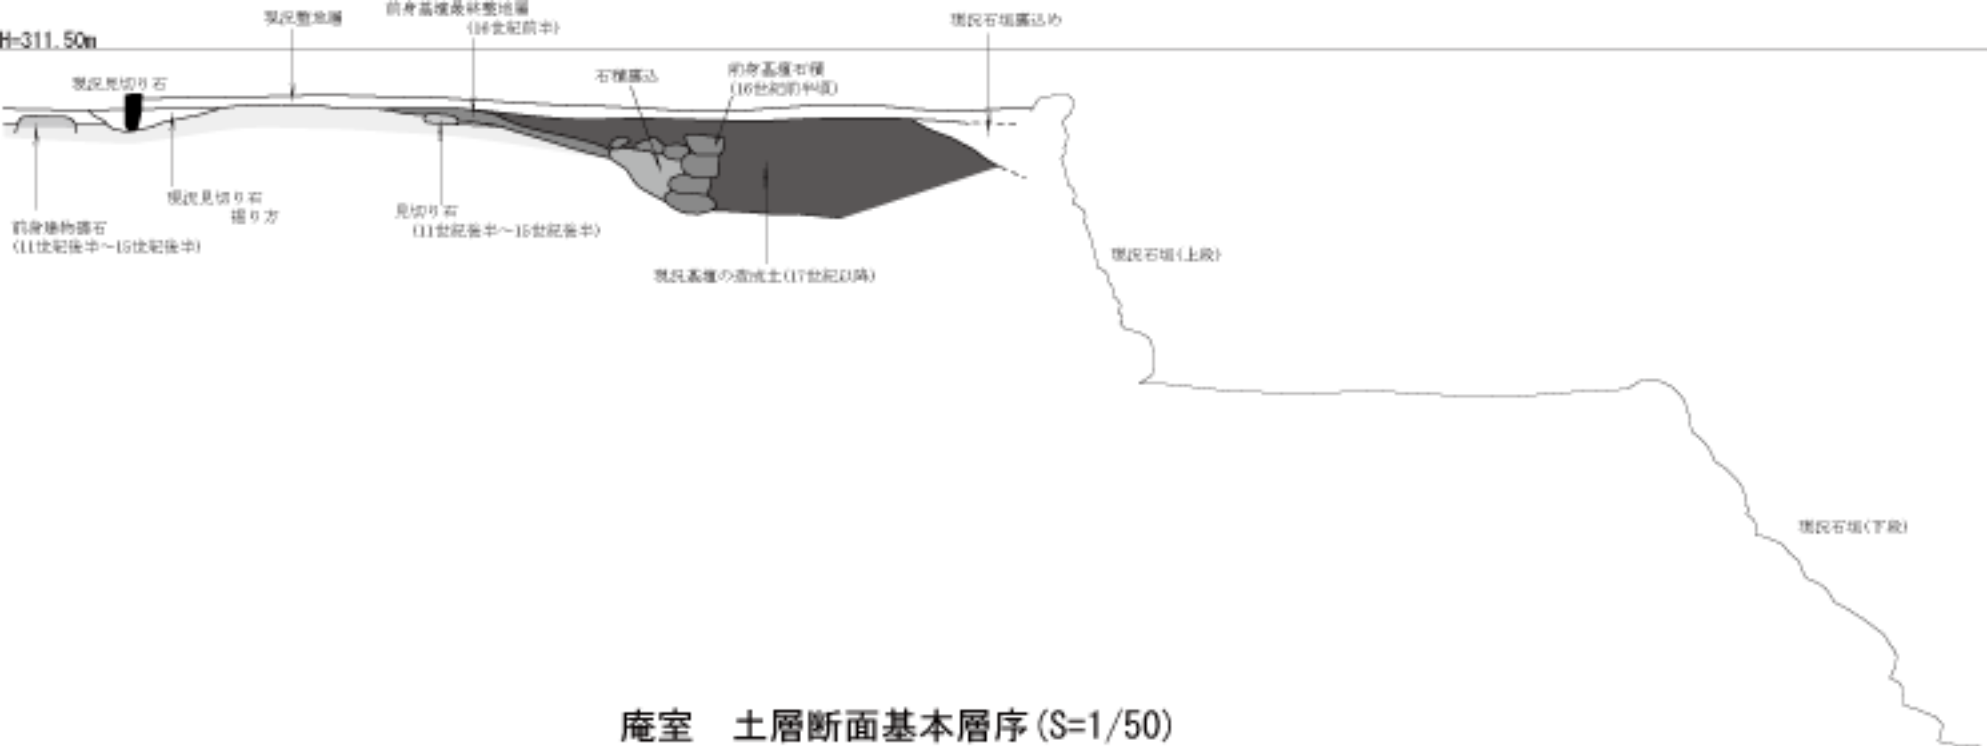 現況整地層
前身基壇最終整地層
(16世紀前半)
現況石垣裏込め
H=311.50m
現況見切り石
石積裏込
前身基壇石積
(16世紀前半頃)
現況見切り石
掘り方
見切り石
(11世紀後半～15世紀後半)
前身建物礎石
(11世紀後半～15世紀後半)
現況基壇の造成土(17世紀以降)
現況石垣(上段)
現況石垣(下段)
庵室　土層断面基本層序(S=1/50)